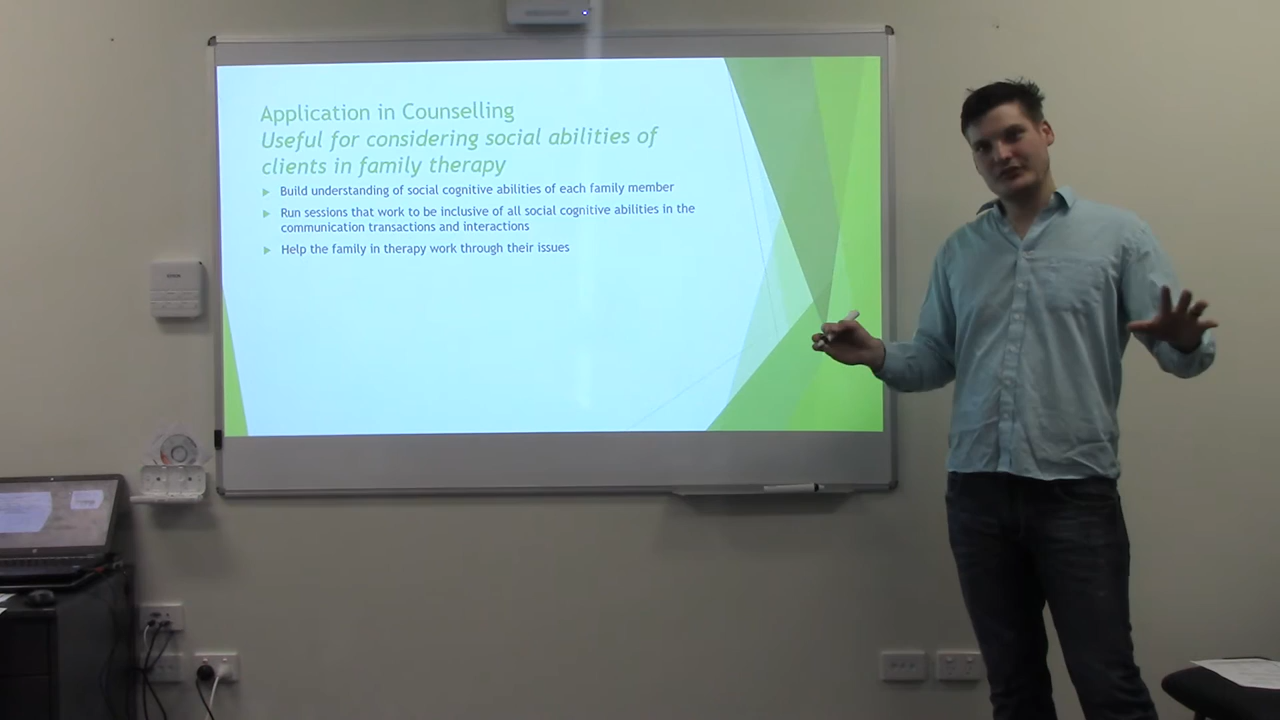 Application in Counselling
Useful for considering social abilities of
clients in family therapy
Build understanding of social cognitive abilities of each family member
Run sessions that work to be inclusive of all social cognitive abilities in the
communication transactions and interactions
Help the family in therapy work through their issues
EPSON